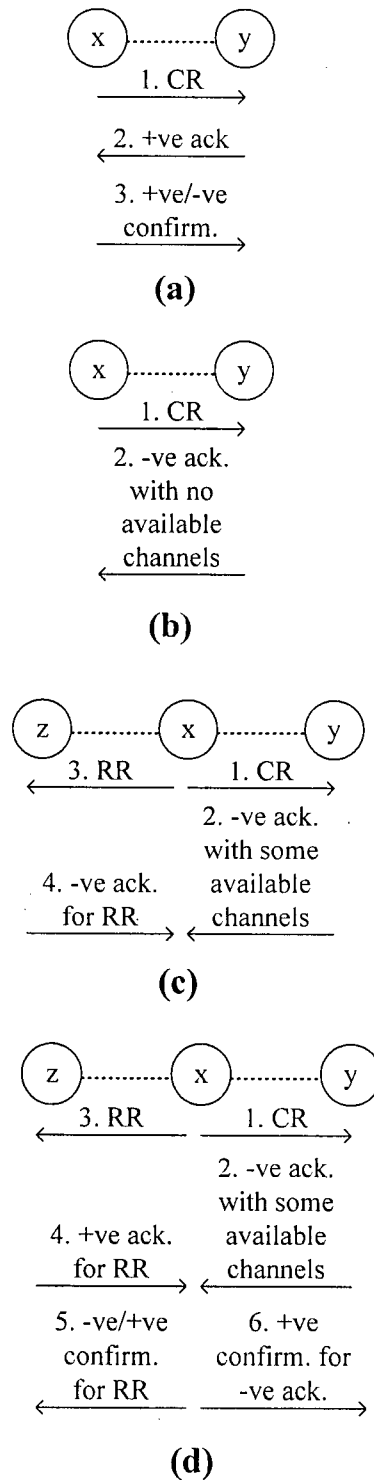 x y
1. CR
2. +ve ack
3. +ve/-ve
confirm.
(a)
x y
1. CR
2. -ve ack.
with no
available
channels
(b)
z x y
3. RR 1. CR
2. -ve ack.
with some
4. -ve ack. available
for RR channels
(c)
z x y
3. RR 1. CR
2. -ve ack.
with some
4. +ve ack. available
for RR channels
5. -ve/+ve 6. +ve
confirm. confirm. for
for RR -ve ack.
(d)